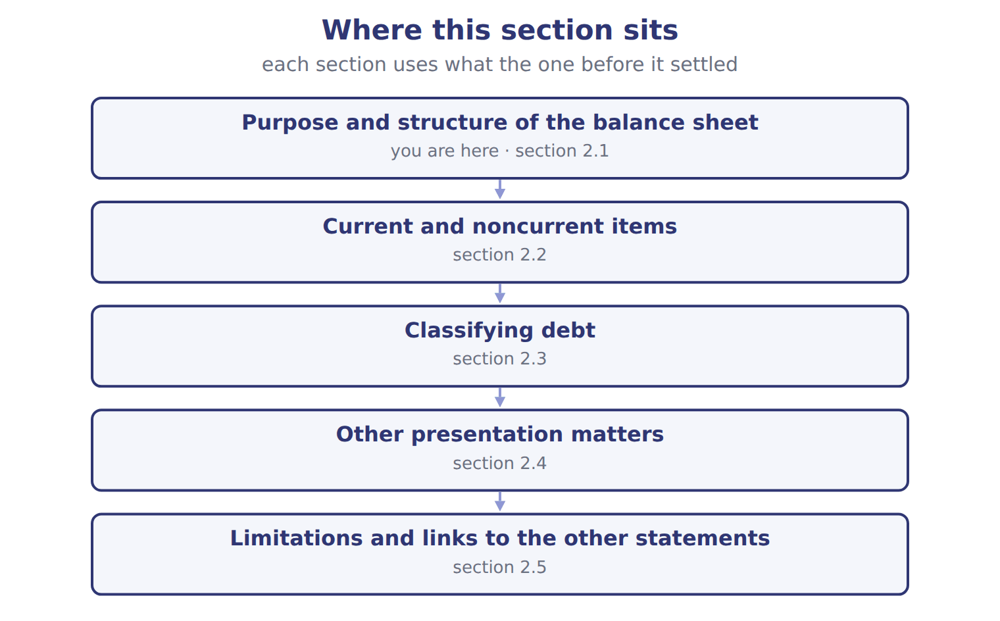 Where this section sits
each section uses what the one before it settled
Purpose and structure of the balance sheet
you are here · section 2.1
Current and noncurrent items
section 2.2
Classifying debt
section 2.3
Other presentation matters
section 2.4
Limitations and links to the other statements
section 2.5